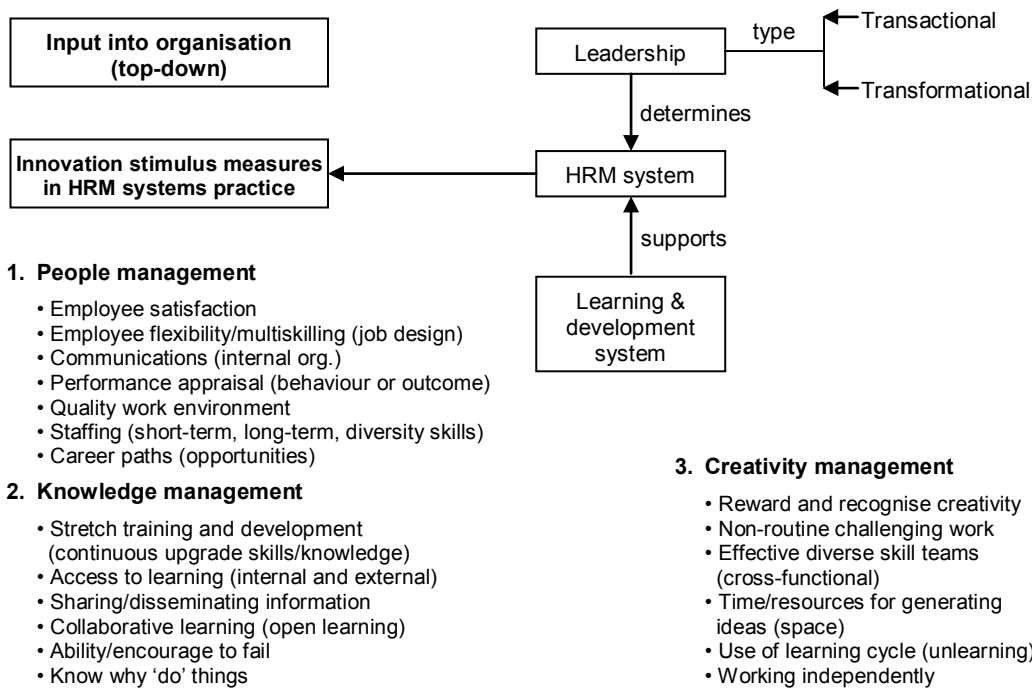 Input into organisation
(top-down)
Leadership
type
Transactional
Transformational
determines
Innovation stimulus measures
in HRM systems practice
HRM system
supports
Learning &
development
system
1. People management
• Employee satisfaction
• Employee flexibility/multiskilling (job design)
• Communications (internal org.)
• Performance appraisal (behaviour or outcome)
• Quality work environment
• Staffing (short-term, long-term, diversity skills)
• Career paths (opportunities)
2. Knowledge management
• Stretch training and development
(continuous upgrade skills/knowledge)
• Access to learning (internal and external)
• Sharing/disseminating information
• Collaborative learning (open learning)
• Ability/encourage to fail
• Know why ‘do’ things
3. Creativity management
• Reward and recognise creativity
• Non-routine challenging work
• Effective diverse skill teams
(cross-functional)
• Time/resources for generating
ideas (space)
• Use of learning cycle (unlearning)
• Working independently